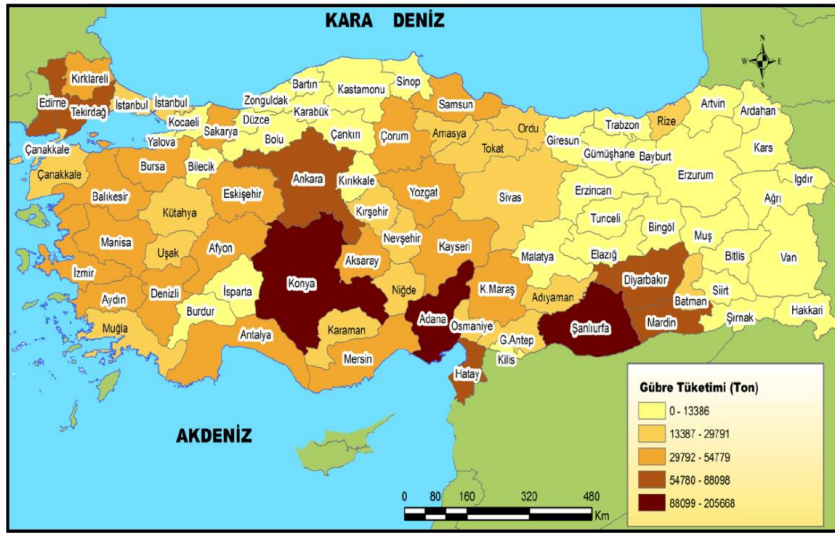 KARA DENİZ
N
W E
S
Kırklareli
Edirne
Tekirdağ
İstanbul
İstanbul
Kocaeli
Yalova
Sakarya
Düzce
Zonguldak
Bartın
Karabük
Kastamonu
Sinop
Bolu
Çankırı
Samsun
Çorum
Amasya
Ordu
Tokat
Giresun
Trabzon
Rize
Artvin
Ardahan
Kars
Gümüşhane
Bayburt
Erzurum
Iğdır
Ağrı
Çanakkale
Çanakkale
Bursa
Bilecik
Balıkesir
Eskişehir
Ankara
Kırıkkale
Yozgat
Sivas
Erzincan
Tunceli
Bingöl
Muş
Kütahya
Kırşehir
Nevşehir
Kayseri
Malatya
Elazığ
Bitlis
Van
Manisa
Uşak
Afyon
Aksaray
İzmir
Konya
Niğde
K.Maraş
Adıyaman
Diyarbakır
Batman
Siirt
Aydın
Denizli
Isparta
Burdur
Mardin
Şırnak
Hakkari
Muğla
Antalya
Karaman
Mersin
Adana
Osmaniye
G.Antep
Kilis
Şanlıurfa
Hatay
AKDENİZ
Gübre Tüketimi (Ton)
0 - 13386
13387 - 29791
29792 - 54779
54780 - 88098
88099 - 205668
0 80 160 320 480
Km